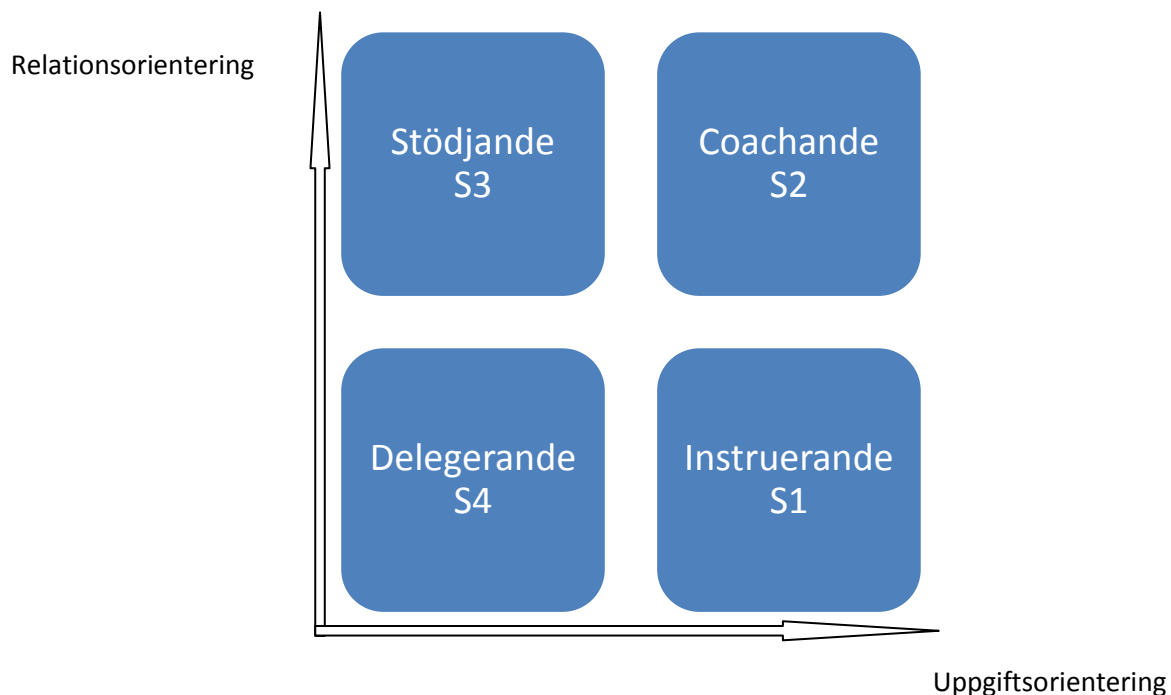 Relationsorientering
Stödjande
S3
Coachande
S2
Delegerande
S4
Instruerande
S1
Uppgiftsorientering